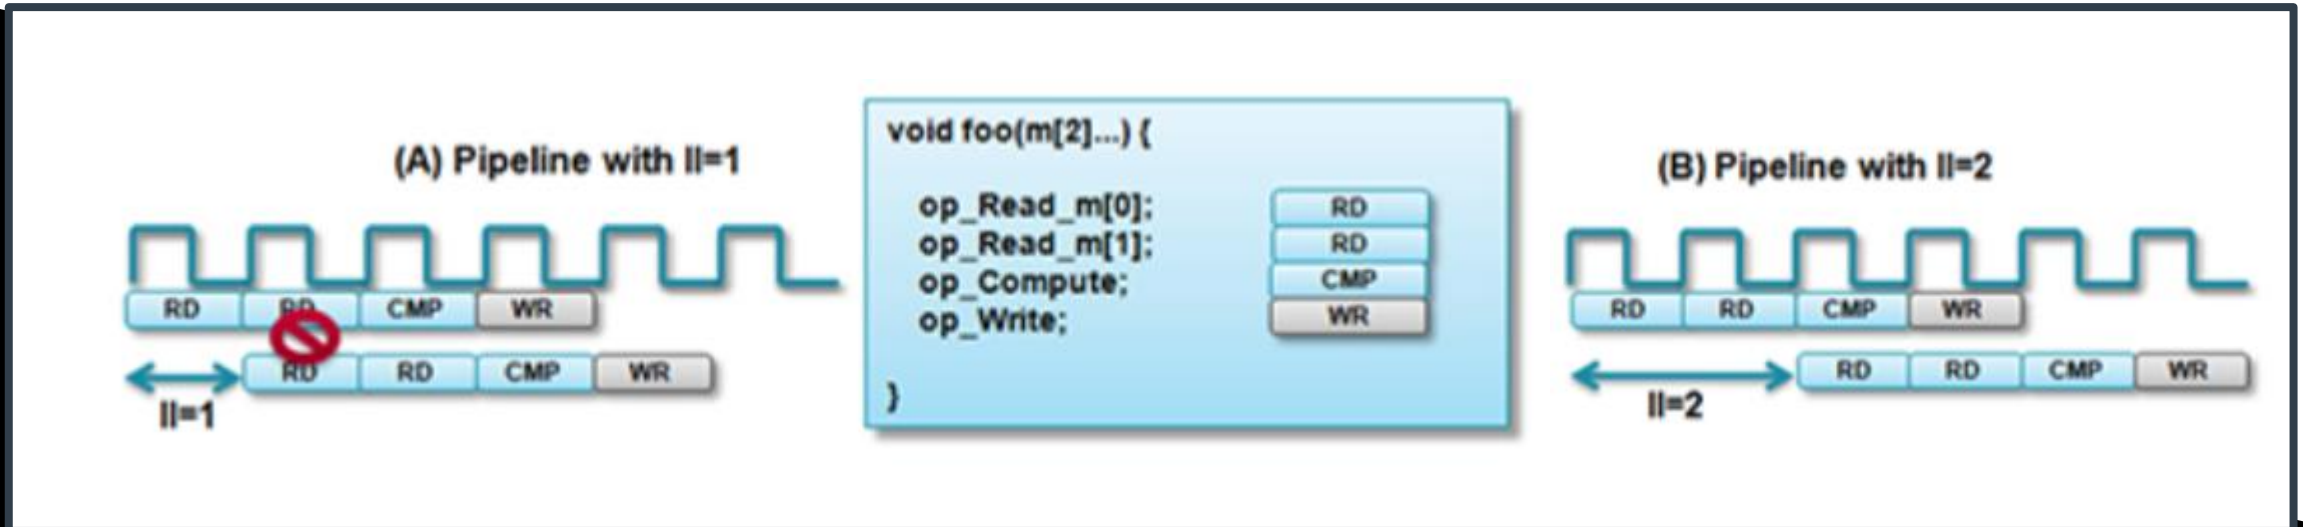 (A) Pipeline with II=1
RD RD CMP WR
RD RD CMP WR
II=1
void foo(m[2]...) {
op_Read_m[0]; RD
op_Read_m[1]; RD
op_Compute; CMP
op_Write; WR
}
(B) Pipeline with II=2
RD RD CMP WR
RD RD CMP WR
II=2